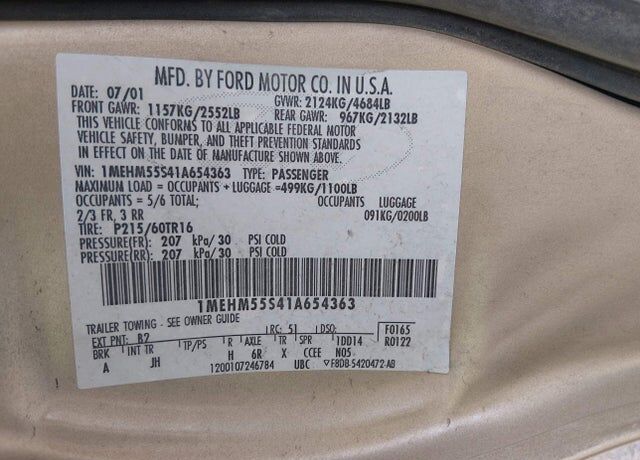 MFD. BY FORD MOTOR CO. IN U.S.A.
DATE: 07/01 GVWR: 2124KG/4684LB
FRONT GAWR: 1157KG/2552LB REAR GAWR: 967KG/2132LB
THIS VEHICLE CONFORMS TO ALL APPLICABLE FEDERAL MOTOR
VEHICLE SAFETY, BUMPER, AND THEFT PREVENTION STANDARDS
IN EFFECT ON THE DATE OF MANUFACTURE SHOWN ABOVE.
VIN: 1MEHM55S41A654363 TYPE: PASSENGER
MAXIMUM LOAD = OCCUPANTS + LUGGAGE =499KG/1100LB
OCCUPANTS = 5/6 TOTAL; OCCUPANTS LUGGAGE
2/3 FR, 3 RR 091KG/0200LB
TIRE: P215/60TR16
PRESSURE(FR): 207 kPa/30 PSI COLD
PRESSURE(RR): 207 kPa/30 PSI COLD
1MEHM55S41A654363
TRAILER TOWING - SEE OWNER GUIDE
EXT PNT: B2 RC: 51 DSO: F0165
BRK INT TR TP/PS R AXLE TR SPR 1DD14 R0122
A JH H 6R X CCEE N05
1200107246784 UBC ▽F8DB-5420472-AB